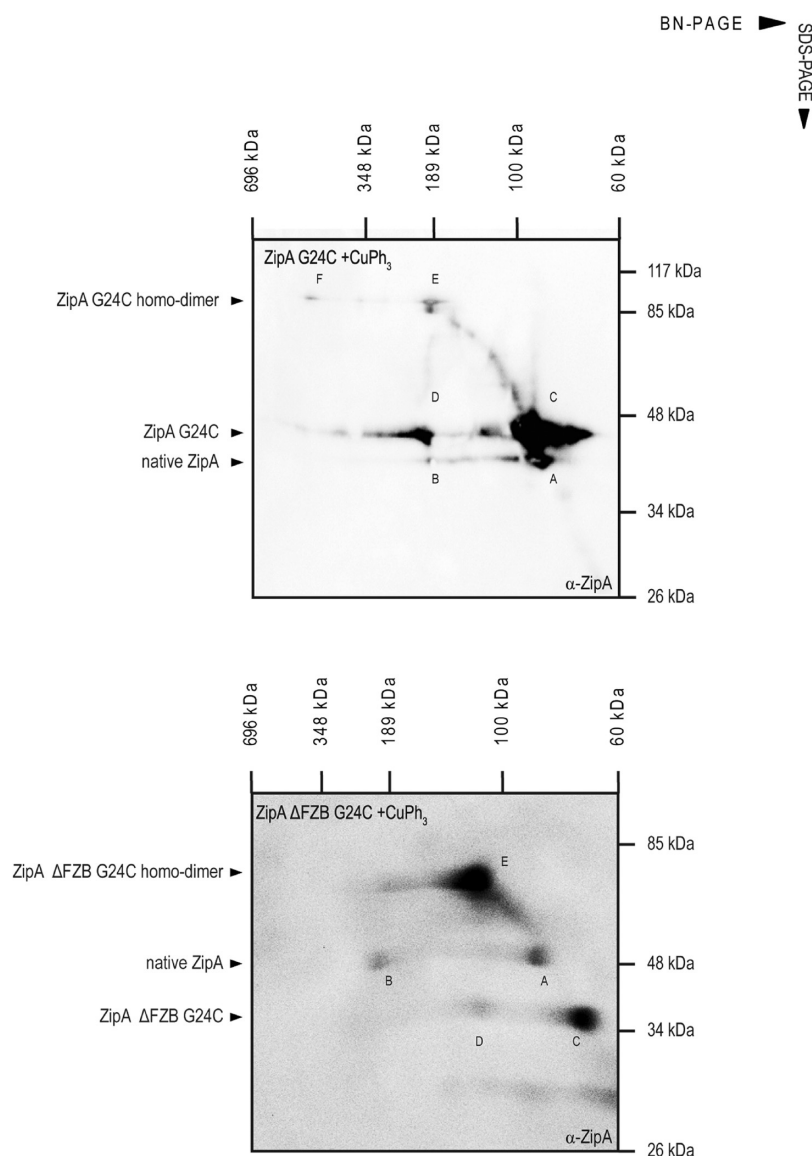 BN-PAGE ►
SDS-PAGE ►
696 kDa
348 kDa
189 kDa
100 kDa
60 kDa
ZipA G24C +CuPh3
F
E
117 kDa
ZipA G24C homo-dimer ►
85 kDa
D
C
48 kDa
ZipA G24C ►
native ZipA ►
B
A
34 kDa
α-ZipA
26 kDa
696 kDa
348 kDa
189 kDa
100 kDa
60 kDa
ZipA ΔFZB G24C +CuPh3
85 kDa
E
ZipA ΔFZB G24C homo-dimer ►
native ZipA ►
48 kDa
B
A
ZipA ΔFZB G24C ►
34 kDa
D
C
α-ZipA
26 kDa